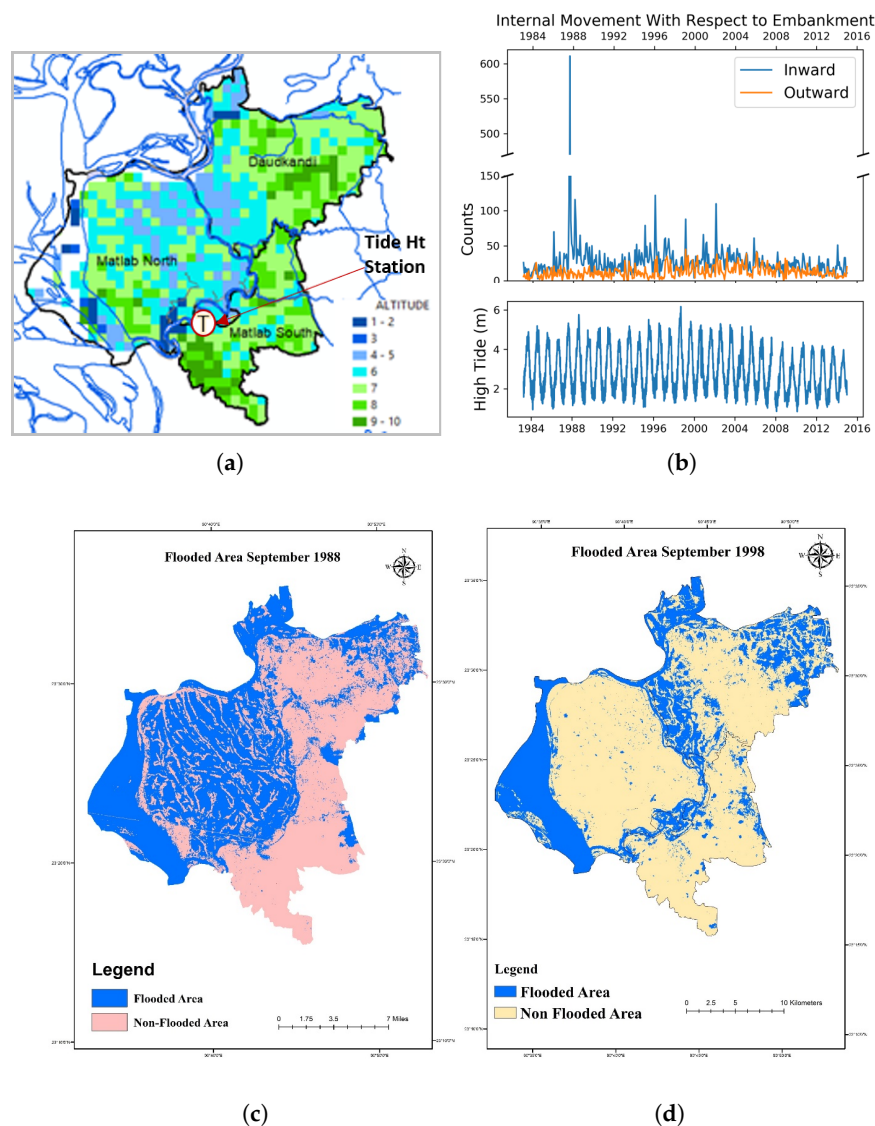 Daudkandi
Matlab North
Tide Ht
Station
T
Matlab South
ALTITUDE
1 - 2
3
4 - 5
6
7
8
9 - 10
(a)
Internal Movement With Respect to Embankment
1984 1988 1992 1996 2000 2004 2008 2012 2016
Inward
Outward
600
550
500
150
100
50
0
Counts
6
4
2
High Tide (m)
1984 1988 1992 1996 2000 2004 2008 2012 2016
(b)
Flooded Area September 1988
N
W E
S
Legend
Flooded Area
Non-Flooded Area
0 1.75 3.5 7 Miles
(c)
Flooded Area September 1998
N
W E
S
Legend
Flooded Area
Non Flooded Area
0 2.5 5 10 Kilometers
(d)